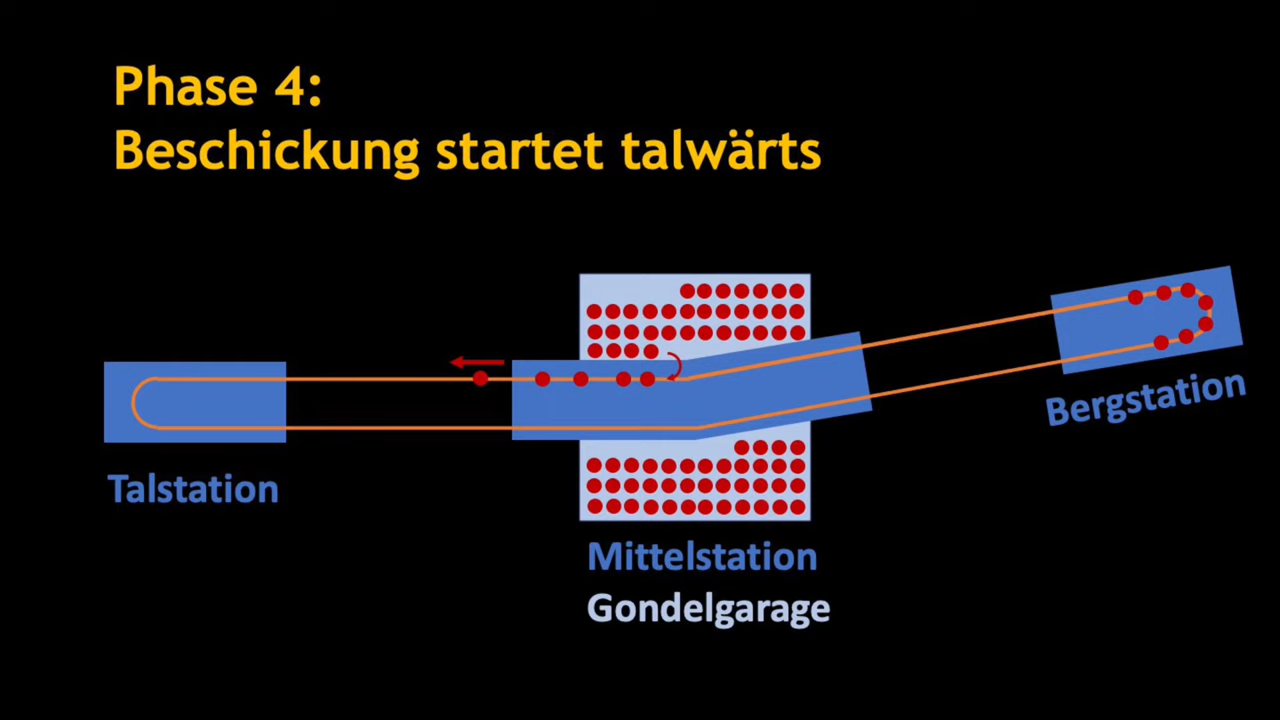 Phase 4:
Beschickung startet talwärts
Bergstation
Talstation
Mittelstation
Gondelgarage